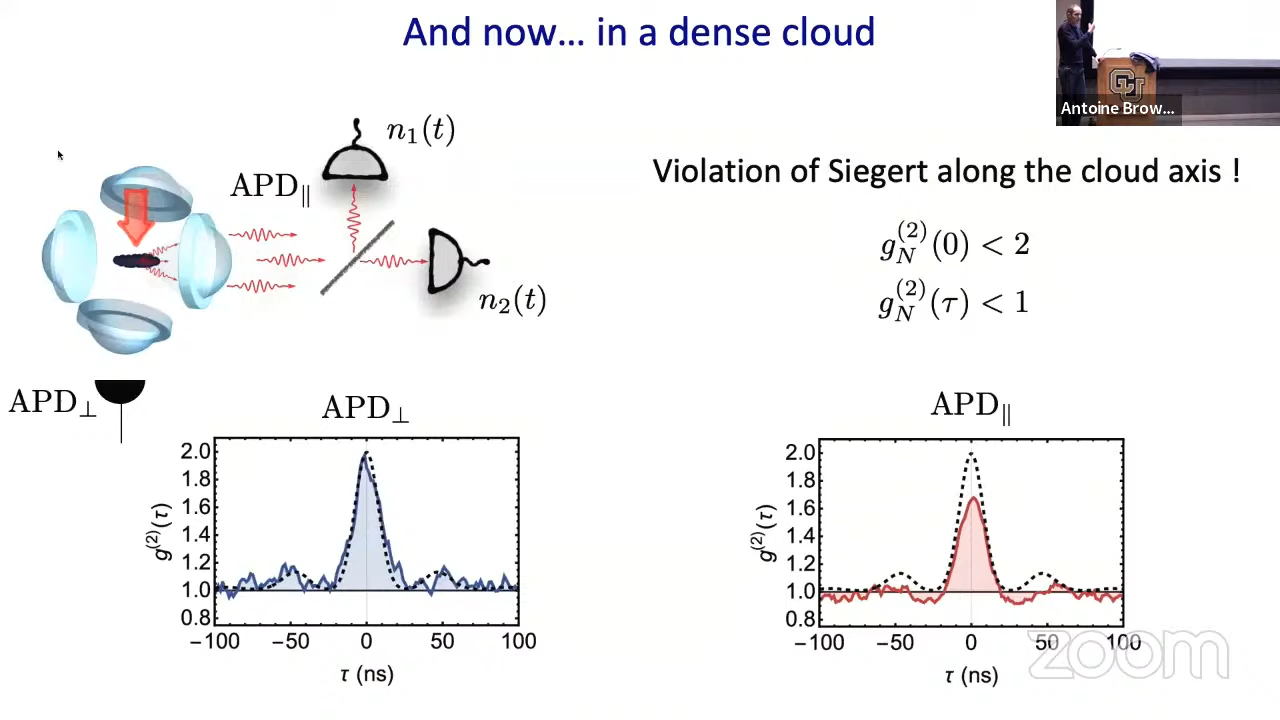 And now... in a dense cloud
CU
Antoine Brow...
n₁(t)
APD∥
n₂(t)
Violation of Siegert along the cloud axis !
g_N^(2)(0) < 2
g_N^(2)(τ) < 1
APD⊥
APD⊥
g^(2)(τ)
2.0
1.8
1.6
1.4
1.2
1.0
0.8
−100 −50 0 50 100
τ (ns)
APD∥
g^(2)(τ)
2.0
1.8
1.6
1.4
1.2
1.0
0.8
−100 −50 0 50 100
τ (ns)
zoom